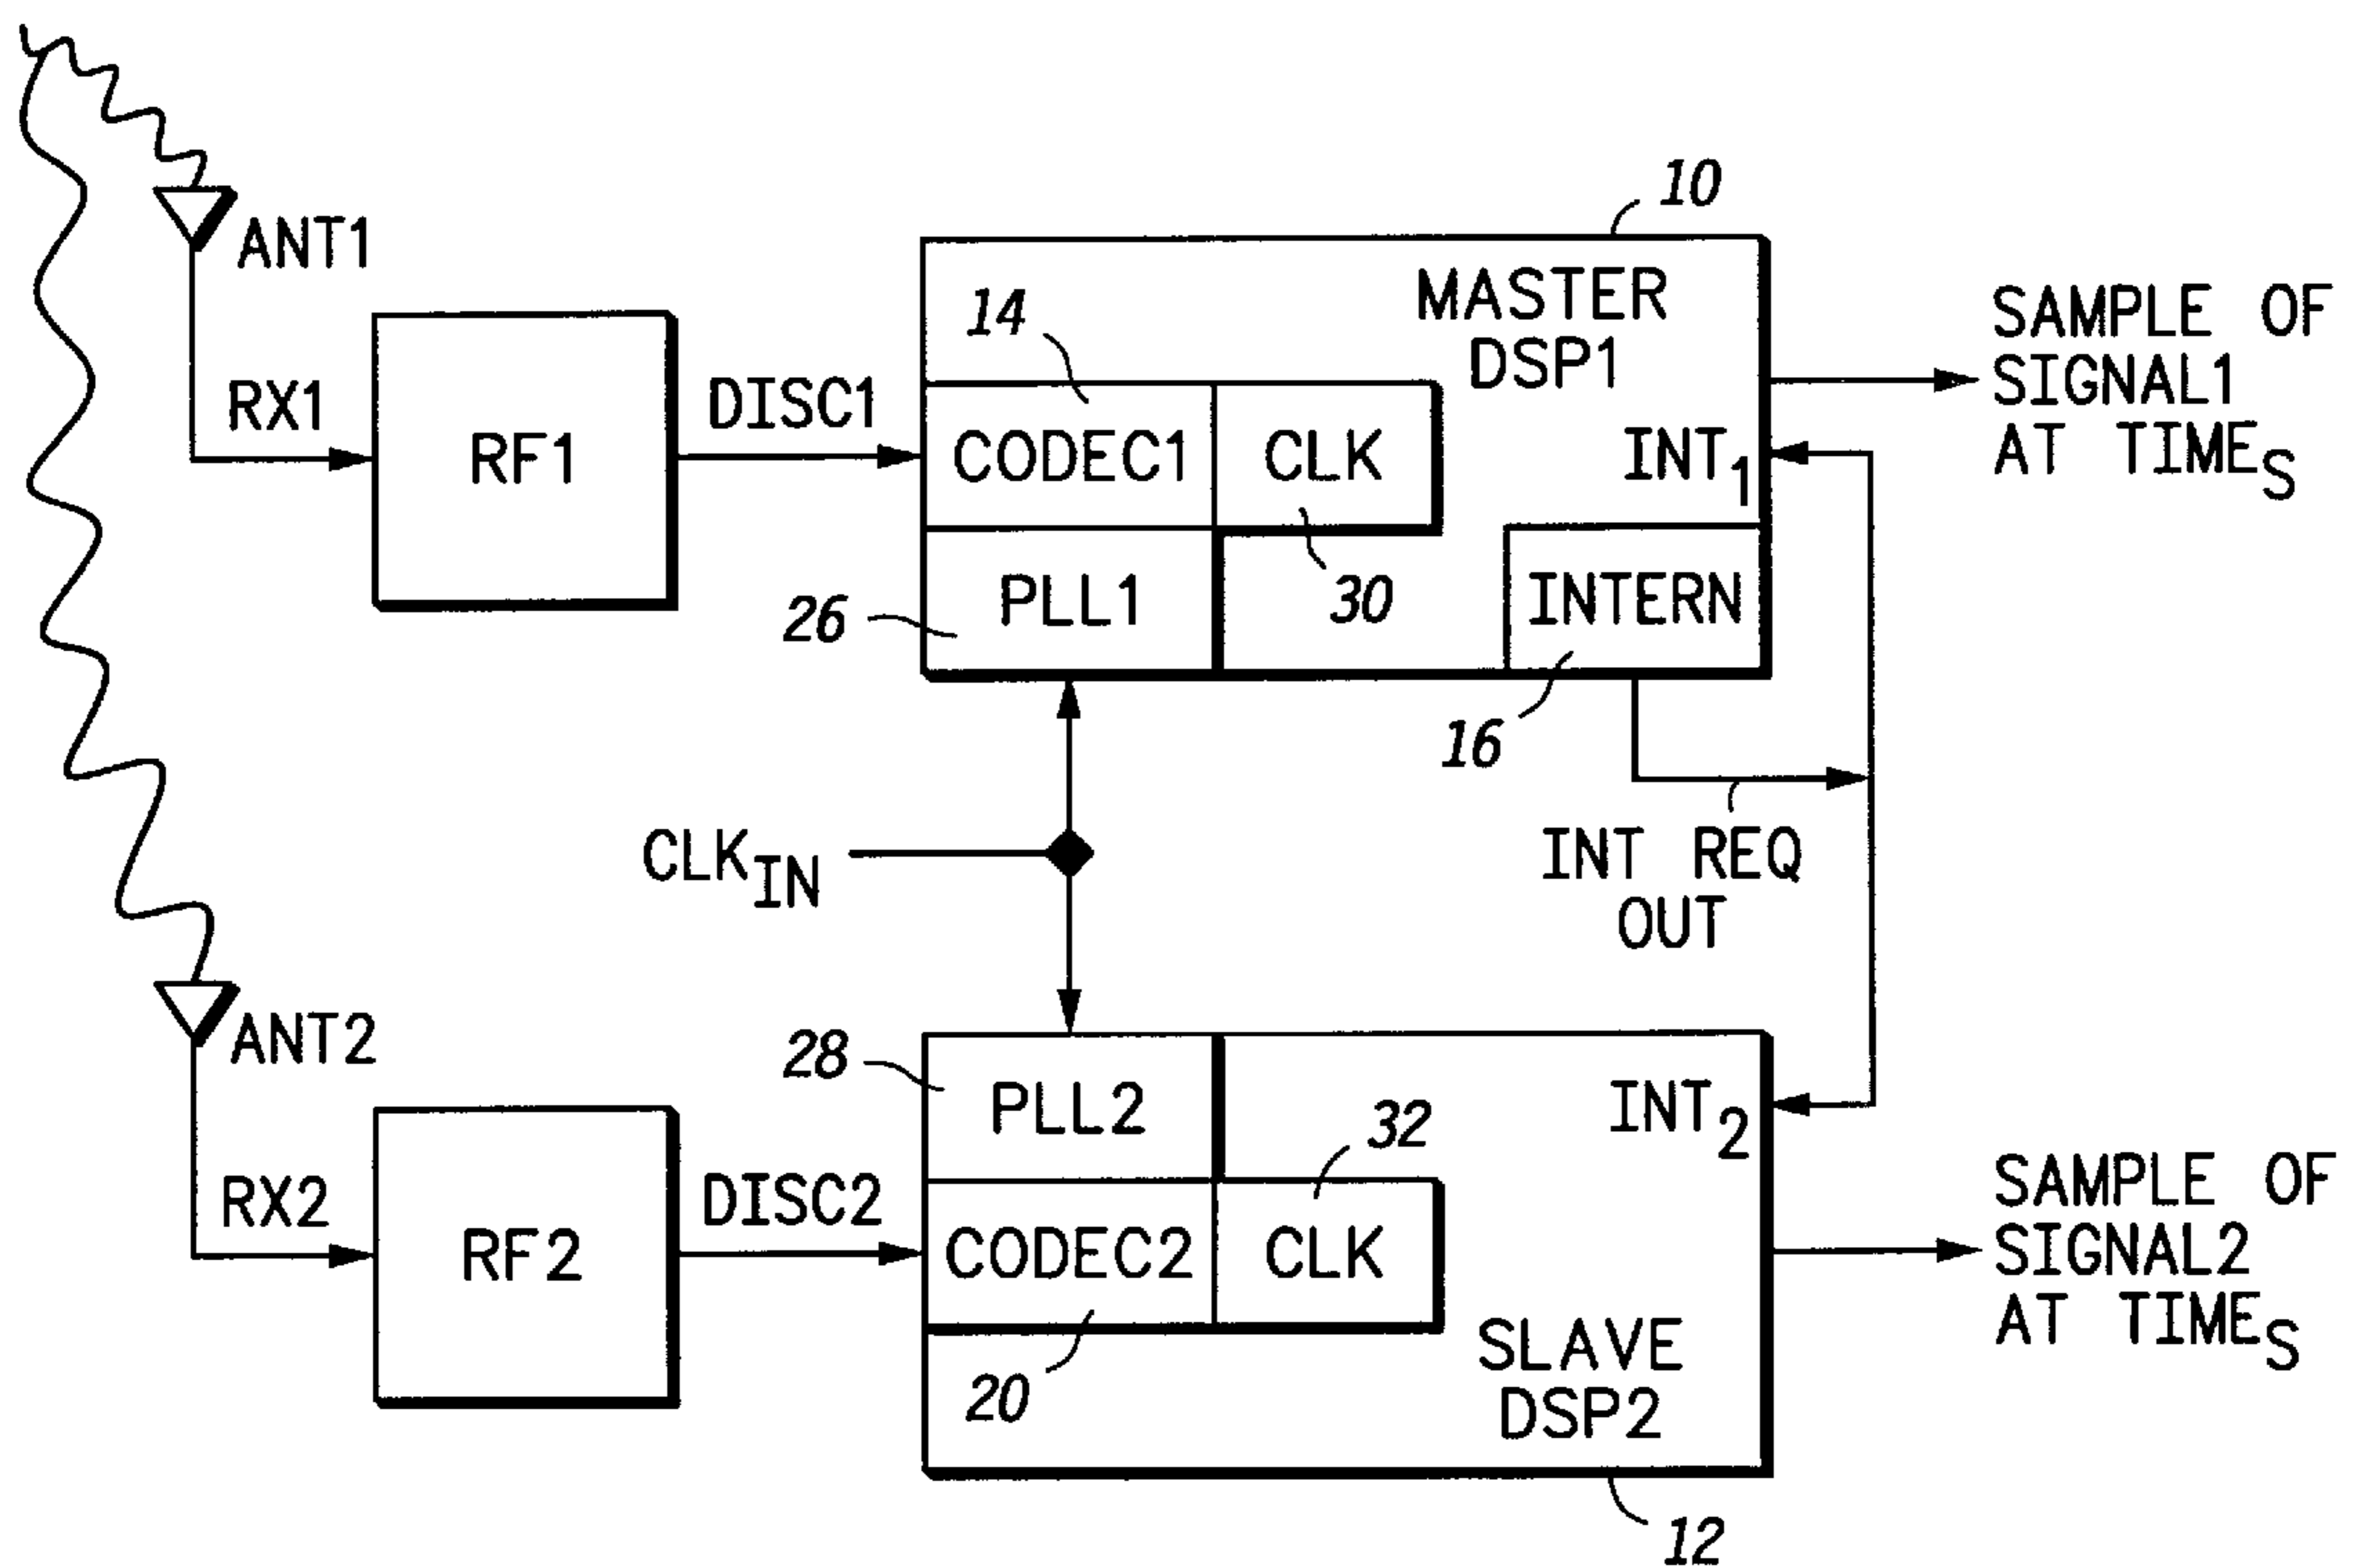 10
ANT1
MASTER
DSP1
14
SAMPLE OF
SIGNAL1
AT TIMES
RX1
RF1
DISC1
CODEC1
CLK
INT1
26
PLL1
30
INTERN
16
CLKIN
INT REQ
OUT
ANT2
28
PLL2
32
INT2
RX2
RF2
DISC2
CODEC2
CLK
SAMPLE OF
SIGNAL2
AT TIMES
20
SLAVE
DSP2
12